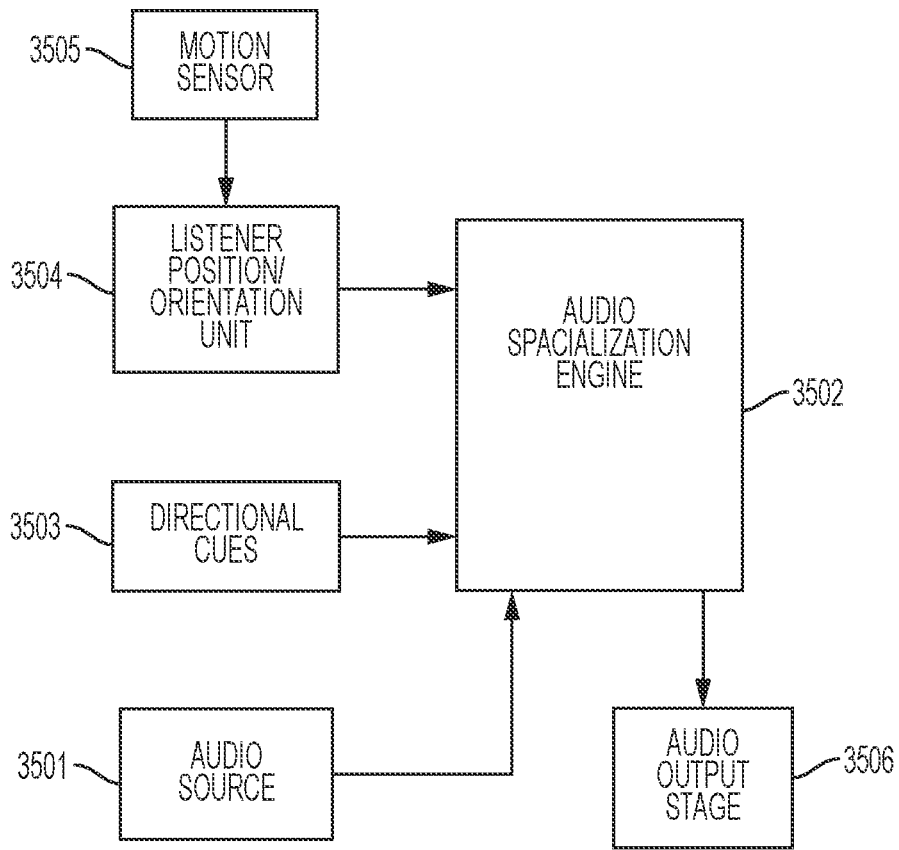 3505
MOTION
SENSOR
3504
LISTENER
POSITION/
ORIENTATION
UNIT
AUDIO
SPACIALIZATION
ENGINE
3502
3503
DIRECTIONAL
CUES
3501
AUDIO
SOURCE
AUDIO
OUTPUT
STAGE
3506